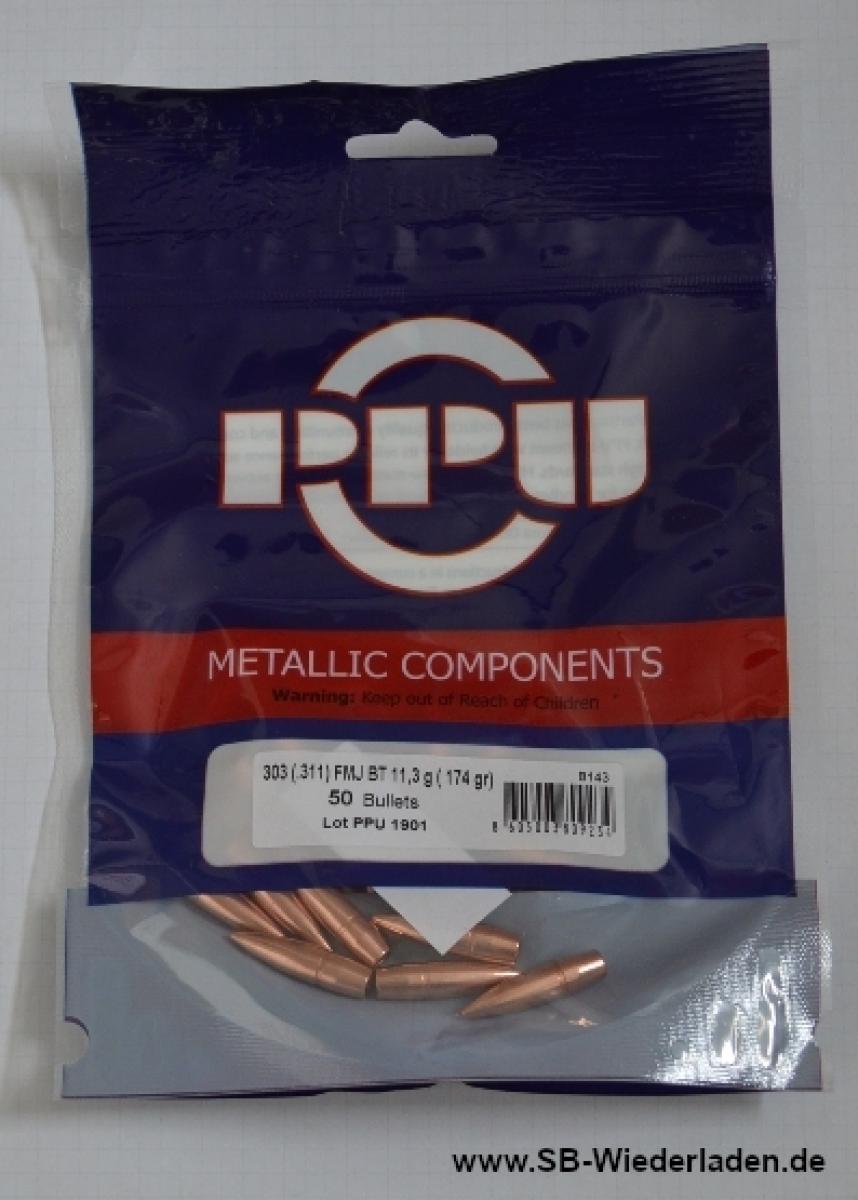 PPU
METALLIC COMPONENTS
Warning: Keep out of Reach of Children
303 (.311) FMJ BT 11,3 g ( 174 gr)
B143
50 Bullets
Lot PPU 1901
www.SB-Wiederladen.de